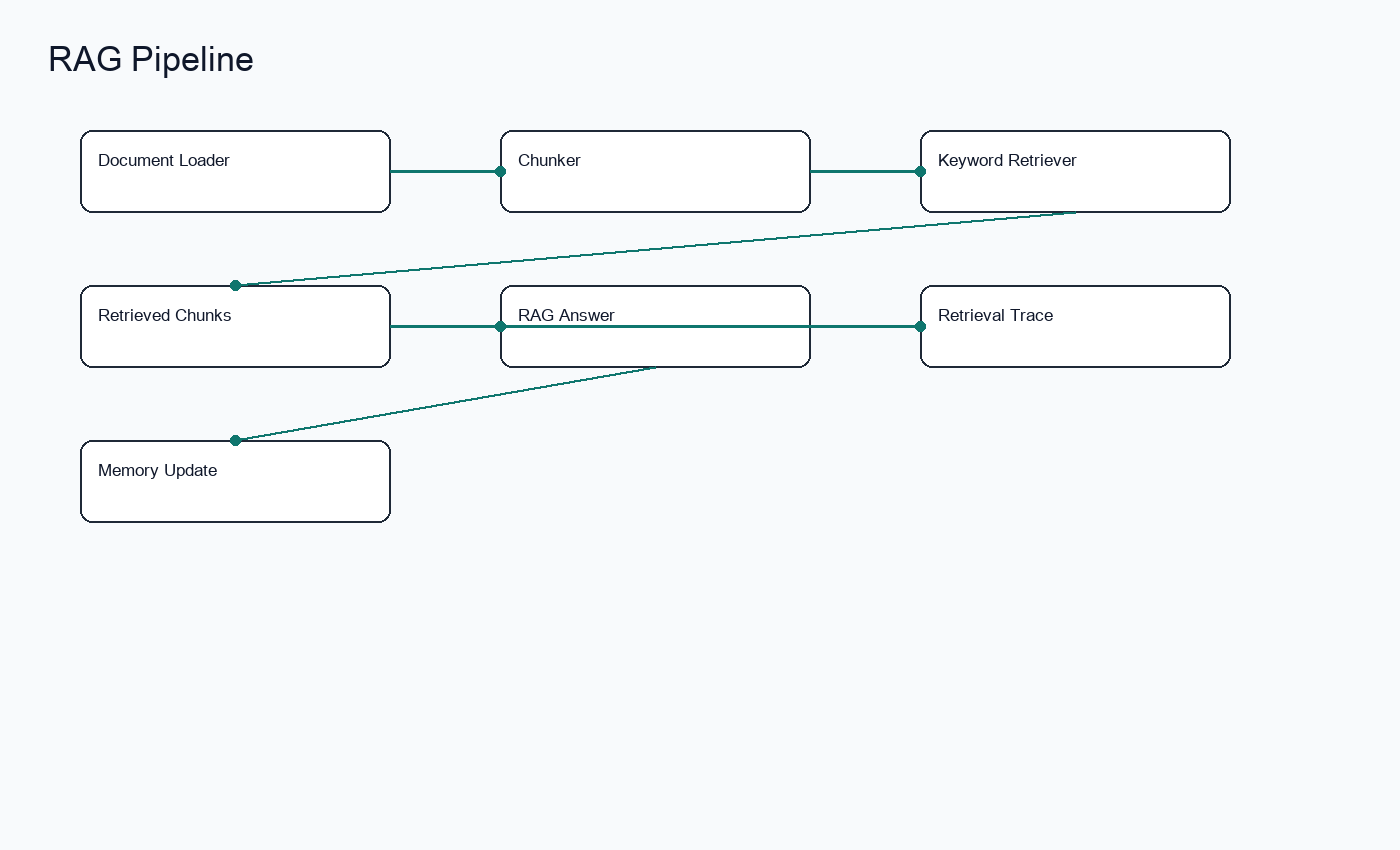 RAG Pipeline
Document Loader
Chunker
Keyword Retriever
Retrieved Chunks
RAG Answer
Retrieval Trace
Memory Update